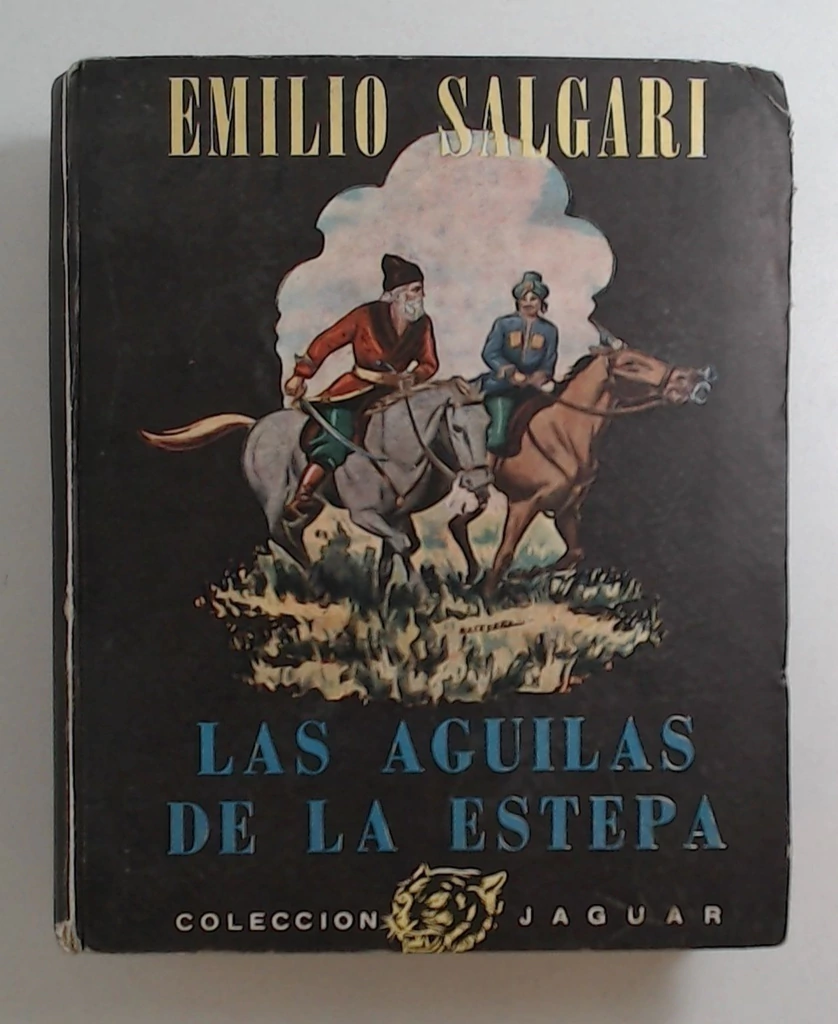 EMILIO SALGARI
LAS AGUILAS
DE LA ESTEPA
COLECCION JAGUAR